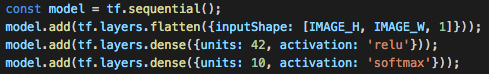 const model = tf.sequential();
model.add(tf.layers.flatten({inputShape: [IMAGE_H, IMAGE_W, 1]}));
model.add(tf.layers.dense({units: 42, activation: 'relu'}));
model.add(tf.layers.dense({units: 10, activation: 'softmax'}));